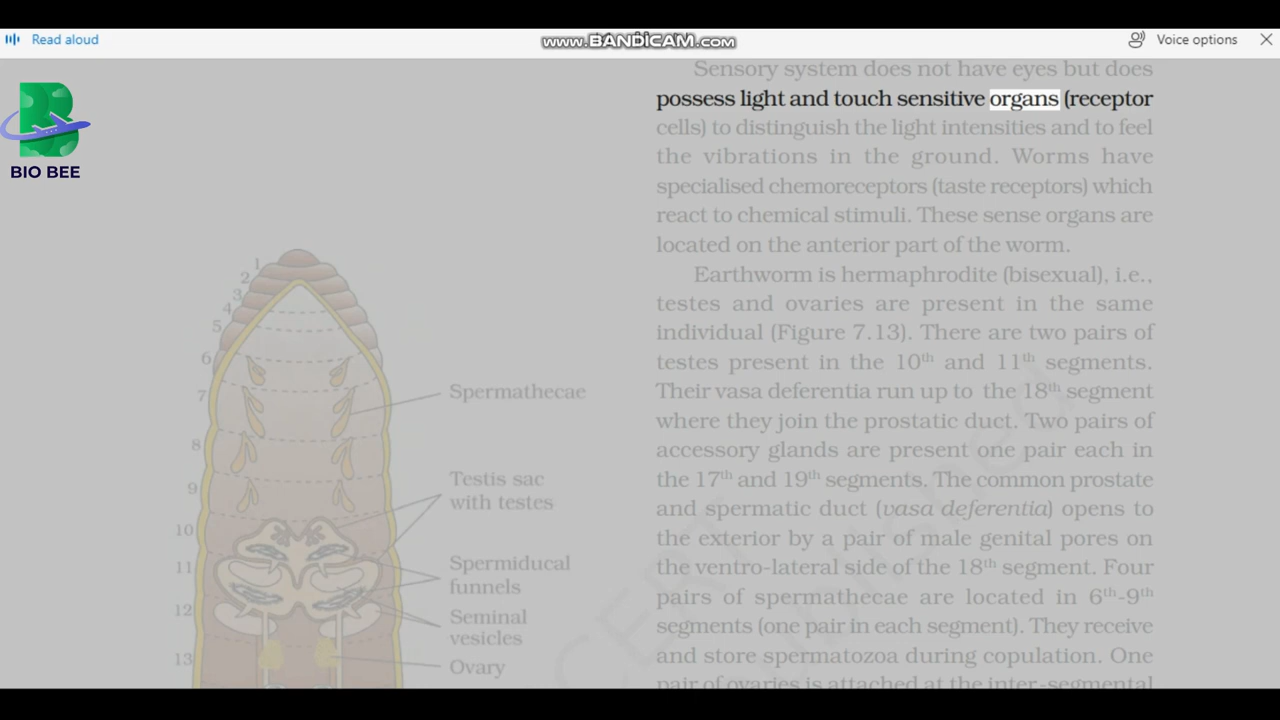 Read aloud
www.BANDICAM.com
Voice options
BIO BEE
Sensory system does not have eyes but does
possess light and touch sensitive organs (receptor
cells) to distinguish the light intensities and to feel
the vibrations in the ground. Worms have
specialised chemoreceptors (taste receptors) which
react to chemical stimuli. These sense organs are
located on the anterior part of the worm.
Earthworm is hermaphrodite (bisexual), i.e.,
testes and ovaries are present in the same
individual (Figure 7.13). There are two pairs of
testes present in the 10th and 11th segments.
Their vasa deferentia run up to the 18th segment
where they join the prostatic duct. Two pairs of
accessory glands are present one pair each in
the 17th and 19th segments. The common prostate
and spermatic duct (vasa deferentia) opens to
the exterior by a pair of male genital pores on
the ventro-lateral side of the 18th segment. Four
pairs of spermathecae are located in 6th-9th
segments (one pair in each segment). They receive
and store spermatozoa during copulation. One
pair of ovaries is attached at the inter-segmental
1
2
3
4
5
6
7
8
9
10
11
12
13
Spermathecae
Testis sac
with testes
Spermiducal
funnels
Seminal
vesicles
Ovary